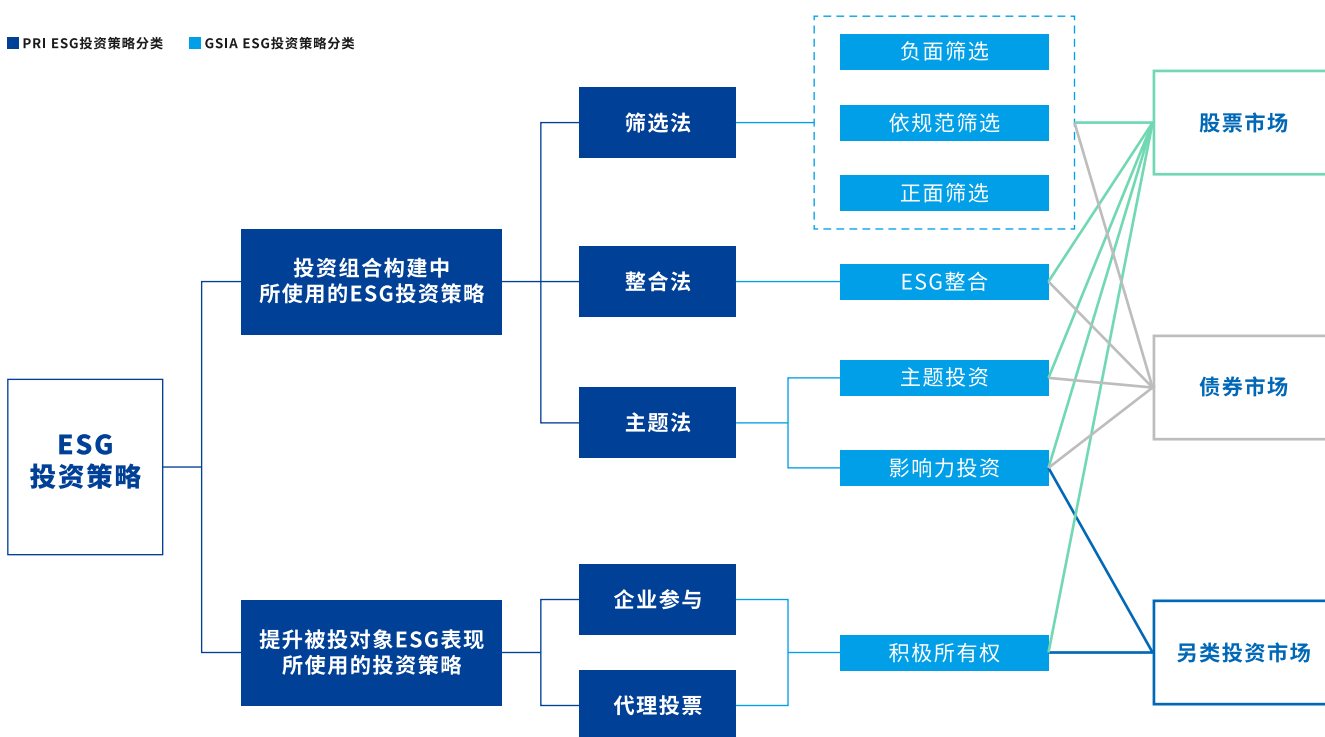 PRI ESG投资策略分类
GSIA ESG投资策略分类
ESG
投资策略
投资组合构建中
所使用的ESG投资策略
提升被投对象ESG表现
所使用的投资策略
筛选法
整合法
主题法
企业参与
代理投票
负面筛选
依规范筛选
正面筛选
ESG整合
主题投资
影响力投资
积极所有权
股票市场
债券市场
另类投资市场